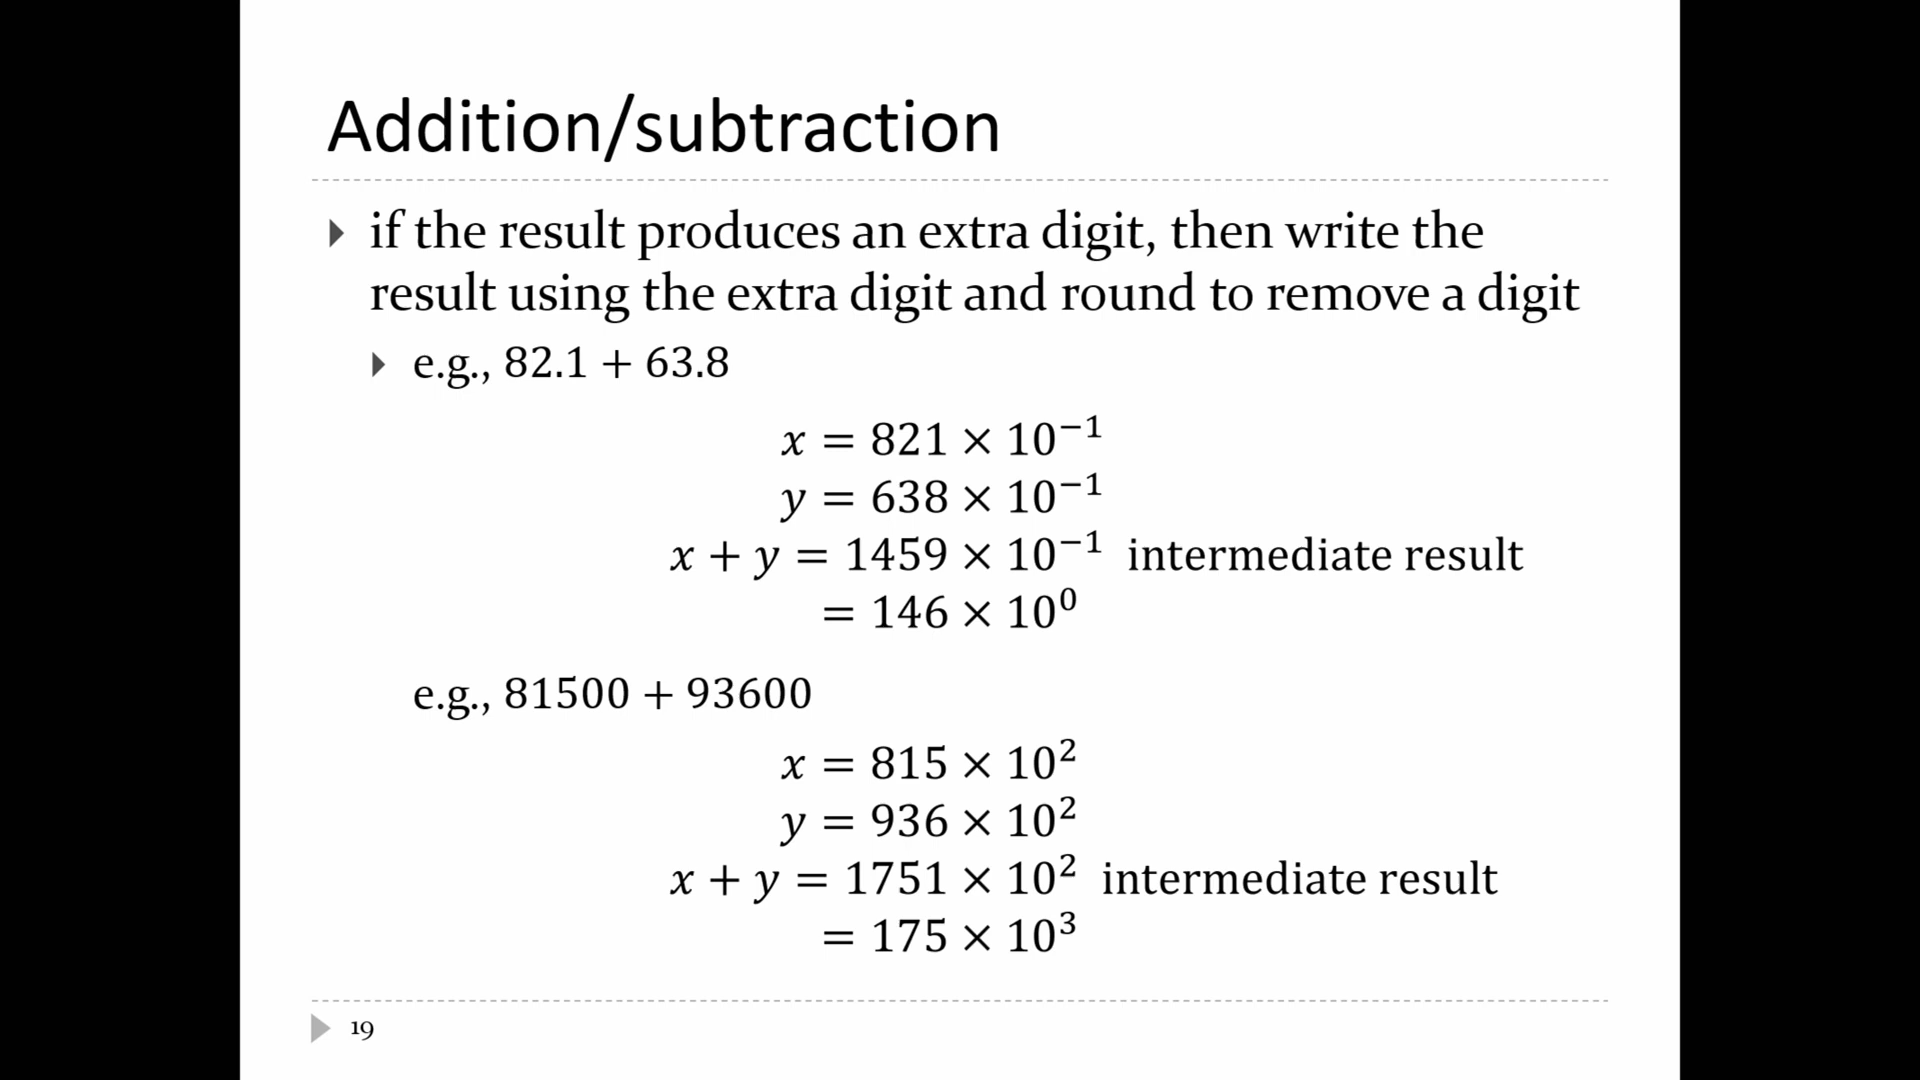 Addition/subtraction
if the result produces an extra digit, then write the
result using the extra digit and round to remove a digit
e.g., 82.1 + 63.8
x = 821 × 10⁻¹
y = 638 × 10⁻¹
x + y = 1459 × 10⁻¹ intermediate result
= 146 × 10⁰
e.g., 81500 + 93600
x = 815 × 10²
y = 936 × 10²
x + y = 1751 × 10² intermediate result
= 175 × 10³
19